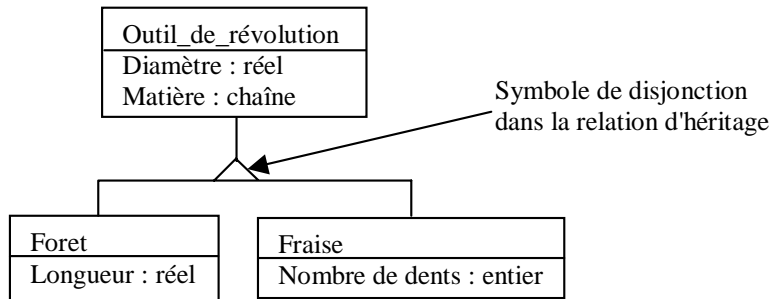 Outil_de_révolution
Diamètre : réel
Matière : chaîne
Symbole de disjonction
dans la relation d'héritage
Foret
Longueur : réel
Fraise
Nombre de dents : entier